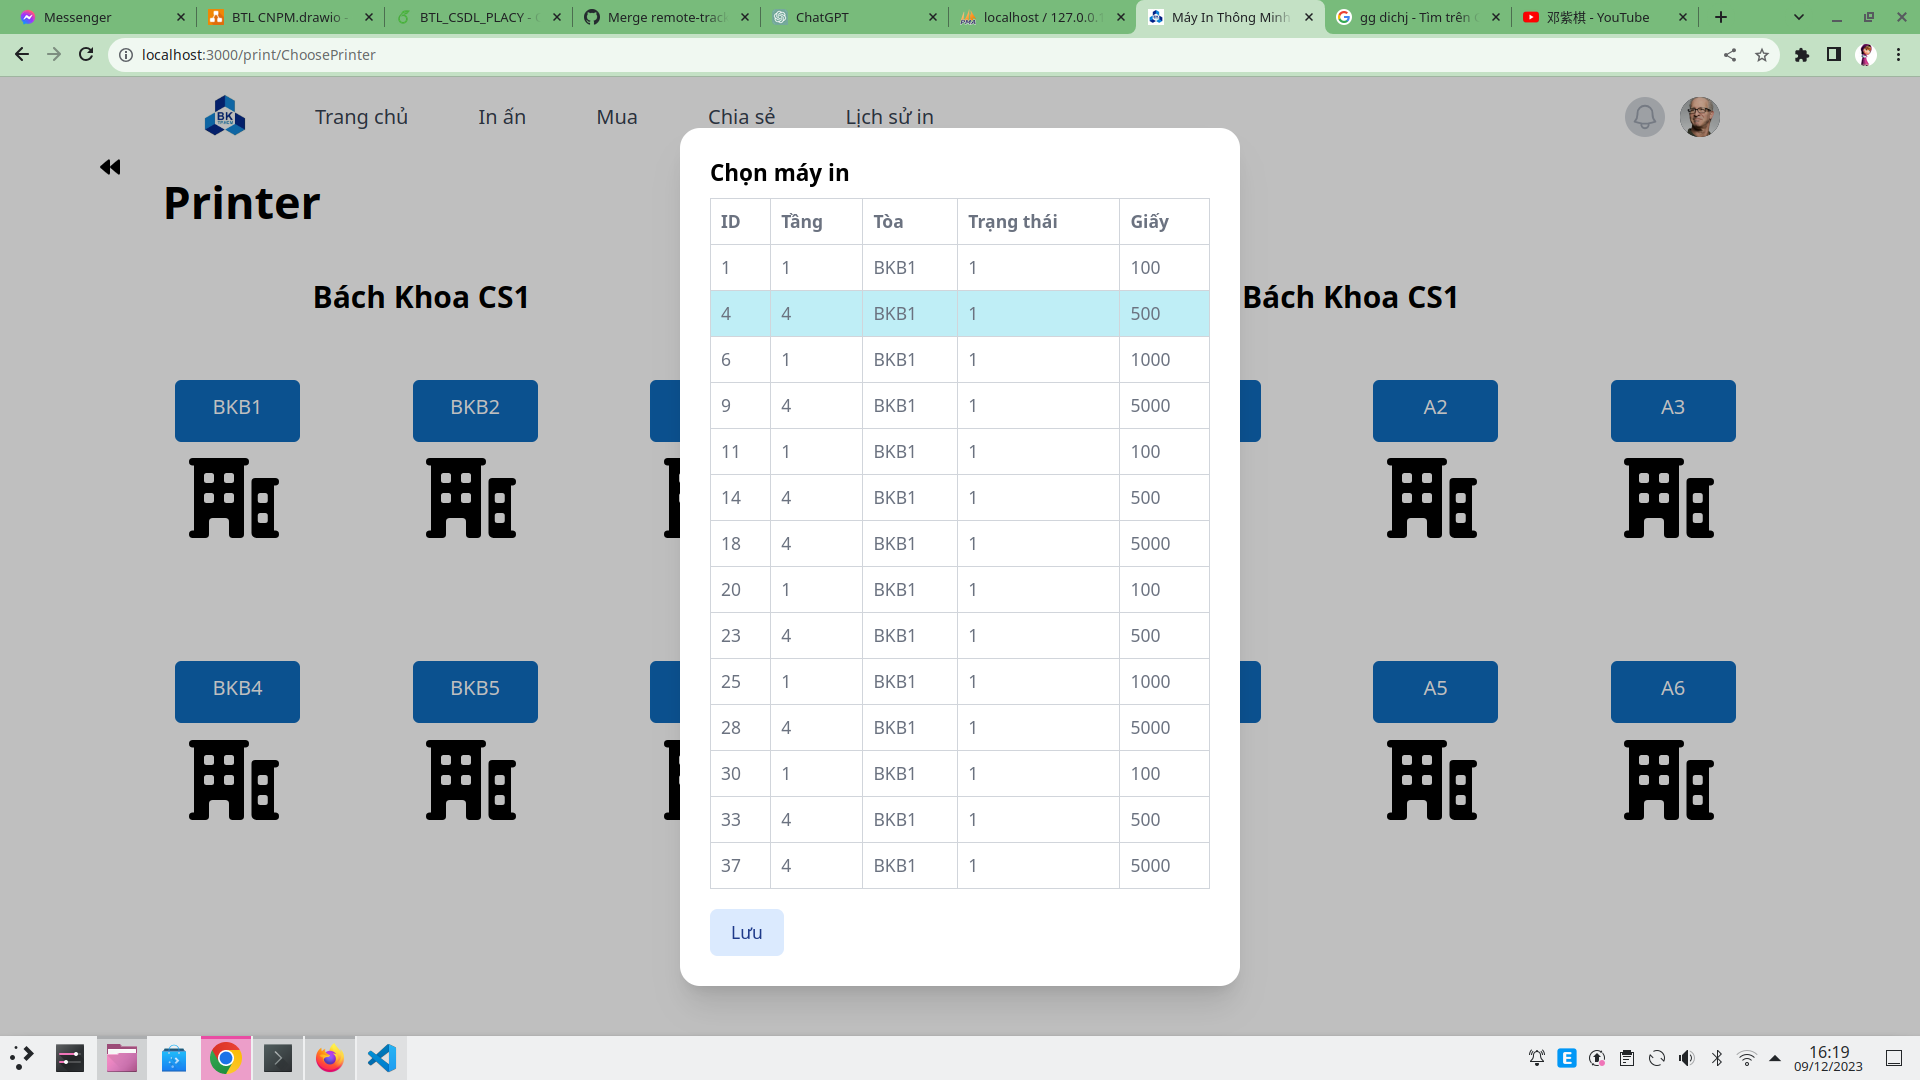 Messenger
BTL CNPM.drawio -
BTL_CSDL_PLACY -
Merge remote-trac
ChatGPT
localhost / 127.0.0.1
Máy In Thông Minh
gg dichj - Tìm trên
邓紫棋 - YouTube
localhost:3000/print/ChoosePrinter
BK
Trang chủ
In ấn
Mua
Chia sẻ
Lịch sử in
Printer
Bách Khoa CS1
Bách Khoa CS1
BKB1
BKB2
A2
A3
BKB4
BKB5
A5
A6
Chọn máy in
ID Tầng Tòa Trạng thái Giấy
1 1 BKB1 1 100
4 4 BKB1 1 500
6 1 BKB1 1 1000
9 4 BKB1 1 5000
11 1 BKB1 1 100
14 4 BKB1 1 500
18 4 BKB1 1 5000
20 1 BKB1 1 100
23 4 BKB1 1 500
25 1 BKB1 1 1000
28 4 BKB1 1 5000
30 1 BKB1 1 100
33 4 BKB1 1 500
37 4 BKB1 1 5000
Lưu
E
16:19
09/12/2023